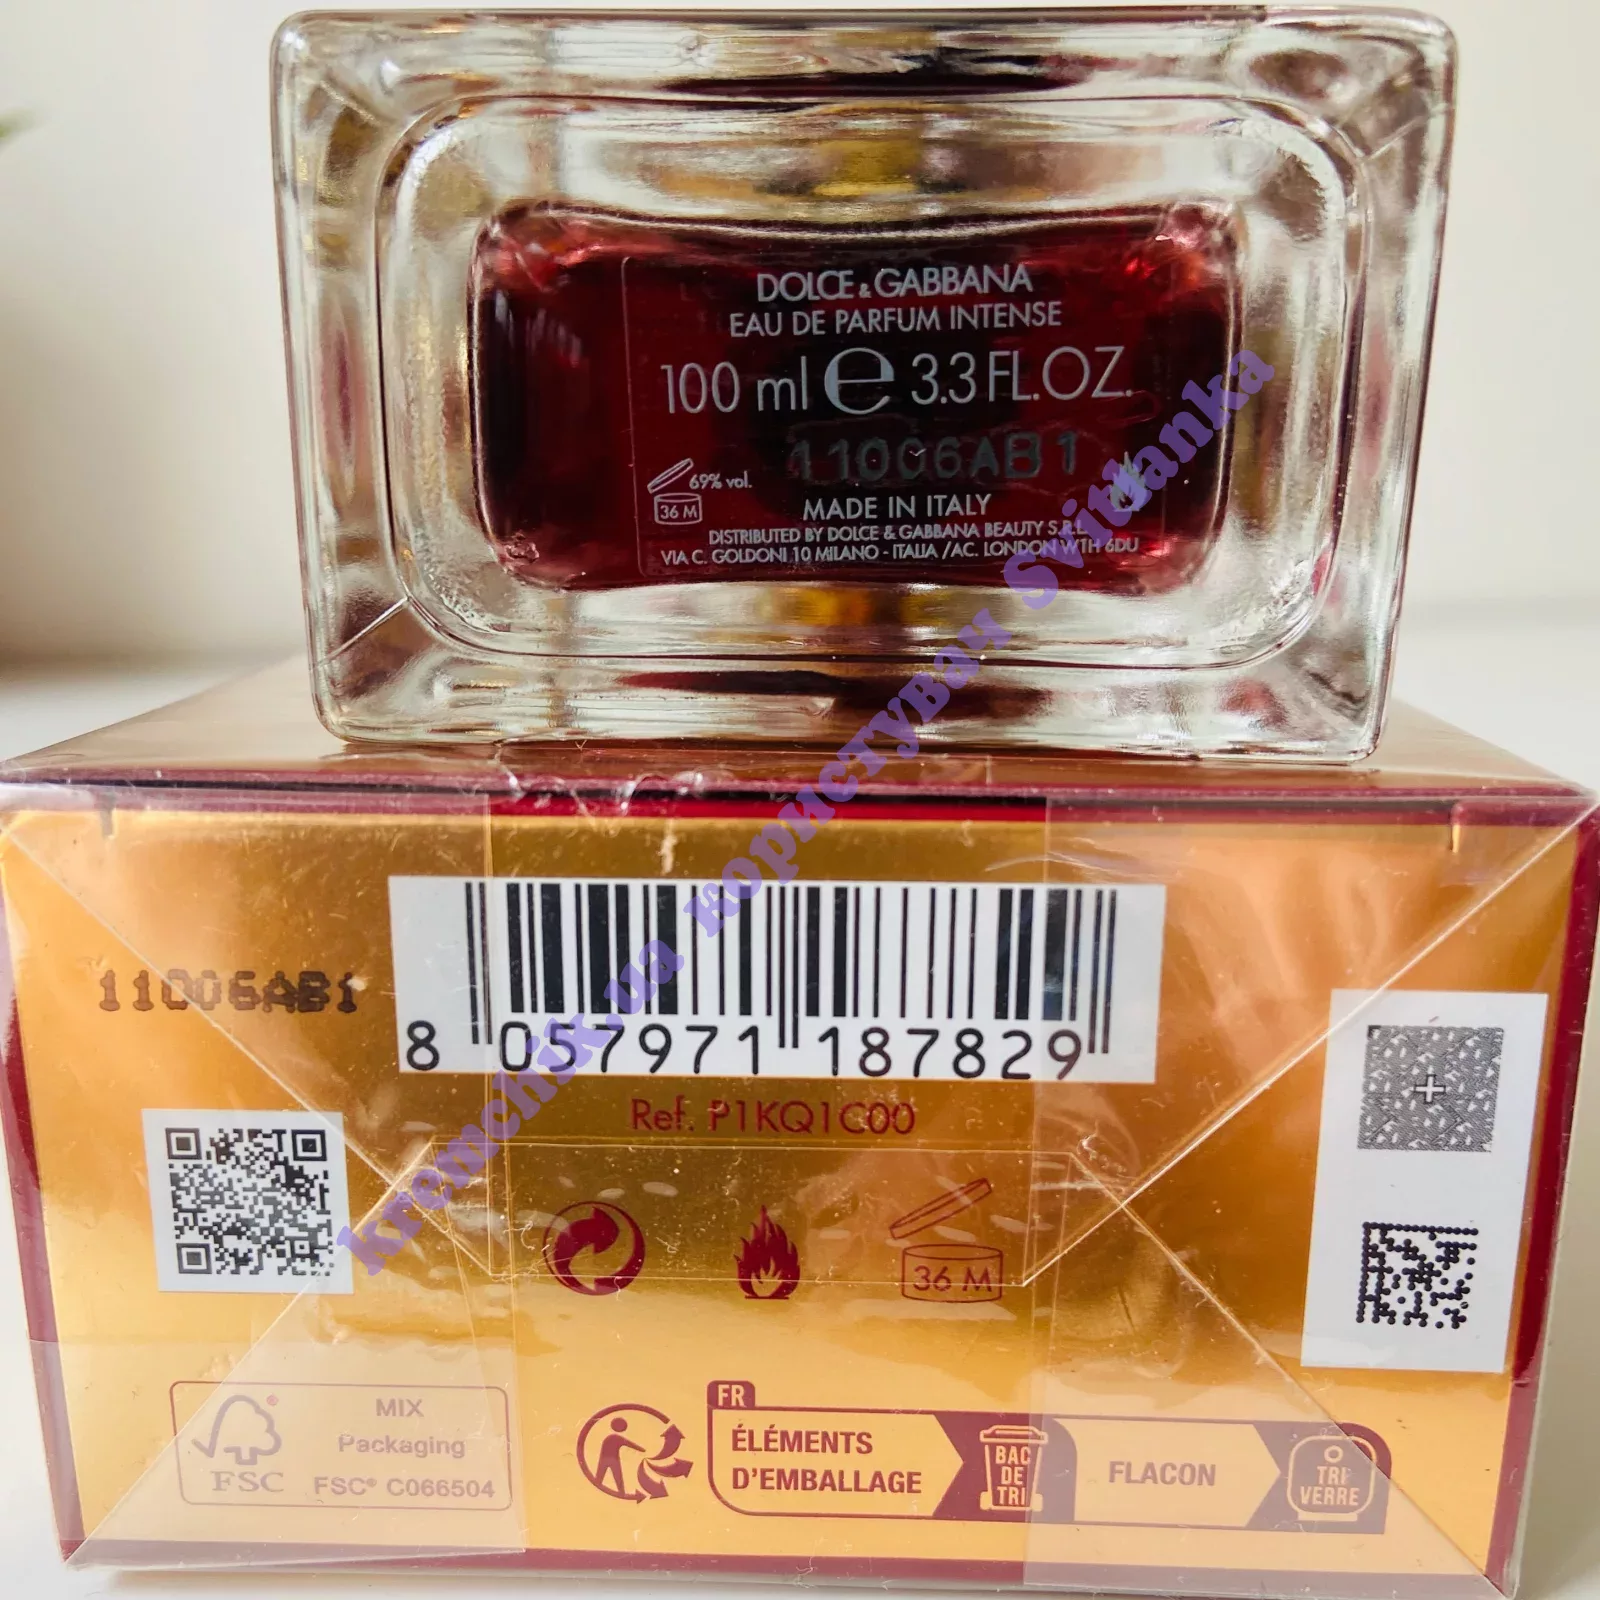 DOLCE & GABBANA
EAU DE PARFUM INTENSE
100 ml ℮ 3.3 FL.OZ.
11006AB1
69% vol.
36 M
MADE IN ITALY
DISTRIBUTED BY DOLCE & GABBANA BEAUTY S.R.L
VIA C. GOLDONI 10 MILANO - ITALIA /AC. LONDON W1H 6DU
kremchik.ua користувач Svitlanka
11006AB1
8 057971 187829
Ref. P1KQ1C00
36 M
MIX
Packaging
FSC
FSC® C066504
FR
ÉLÉMENTS
D'EMBALLAGE
BAC
DE
TRI
FLACON
TRI
VERRE